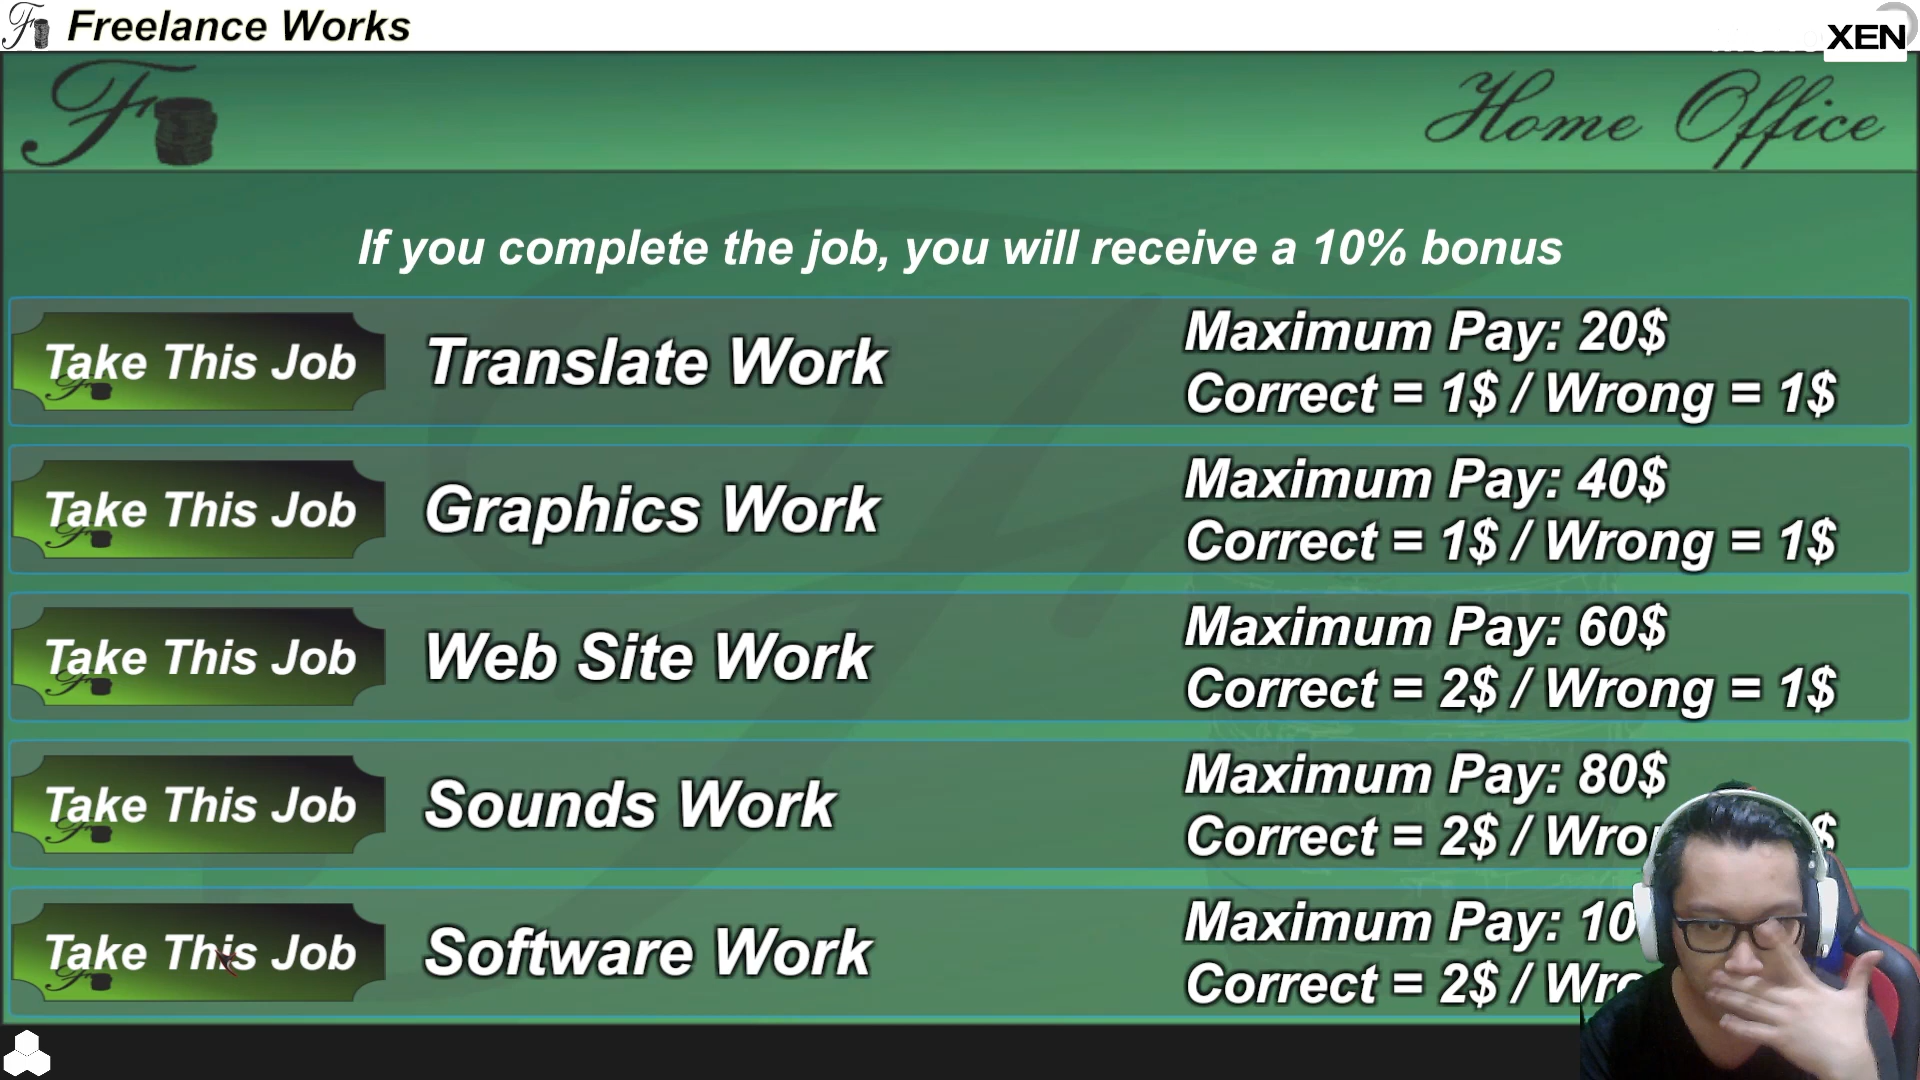 Freelance Works
XEN
Home Office
If you complete the job, you will receive a 10% bonus
Take This Job
Translate Work
Maximum Pay: 20$
Correct = 1$ / Wrong = 1$
Take This Job
Graphics Work
Maximum Pay: 40$
Correct = 1$ / Wrong = 1$
Take This Job
Web Site Work
Maximum Pay: 60$
Correct = 2$ / Wrong = 1$
Take This Job
Sounds Work
Maximum Pay: 80$
Correct = 2$ /
Take This Job
Software Work
Maximum Pay:
Correct = 2$ /